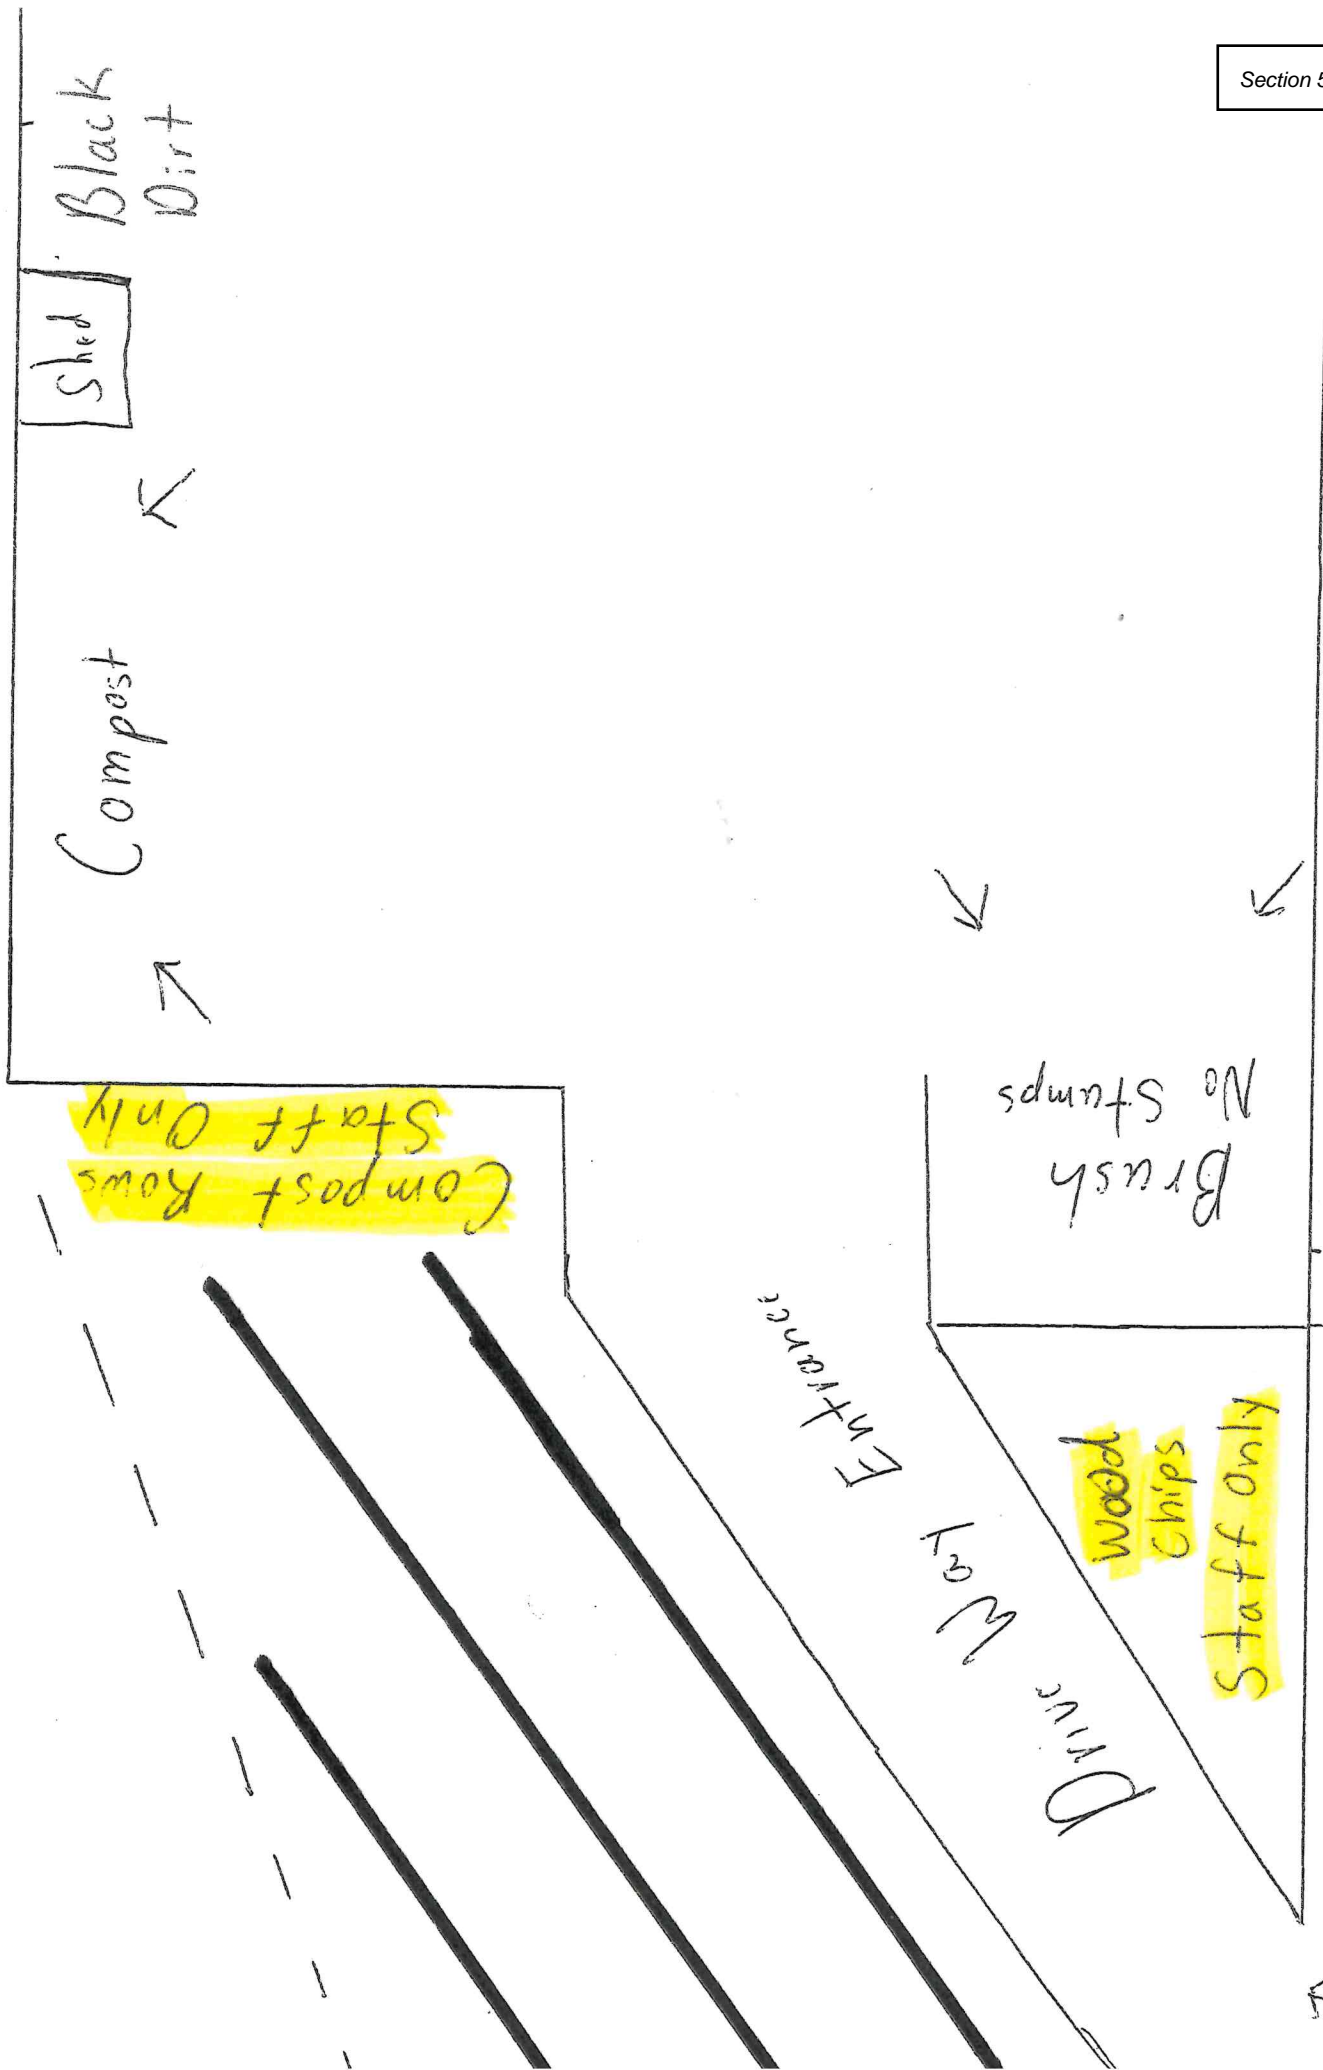 Section 5
Black
Dirt
Shed
Compost
Compost Rows
Staff Only
Brush
No Stumps
Drive Way Entrance
Wood
Chips
Staff Only